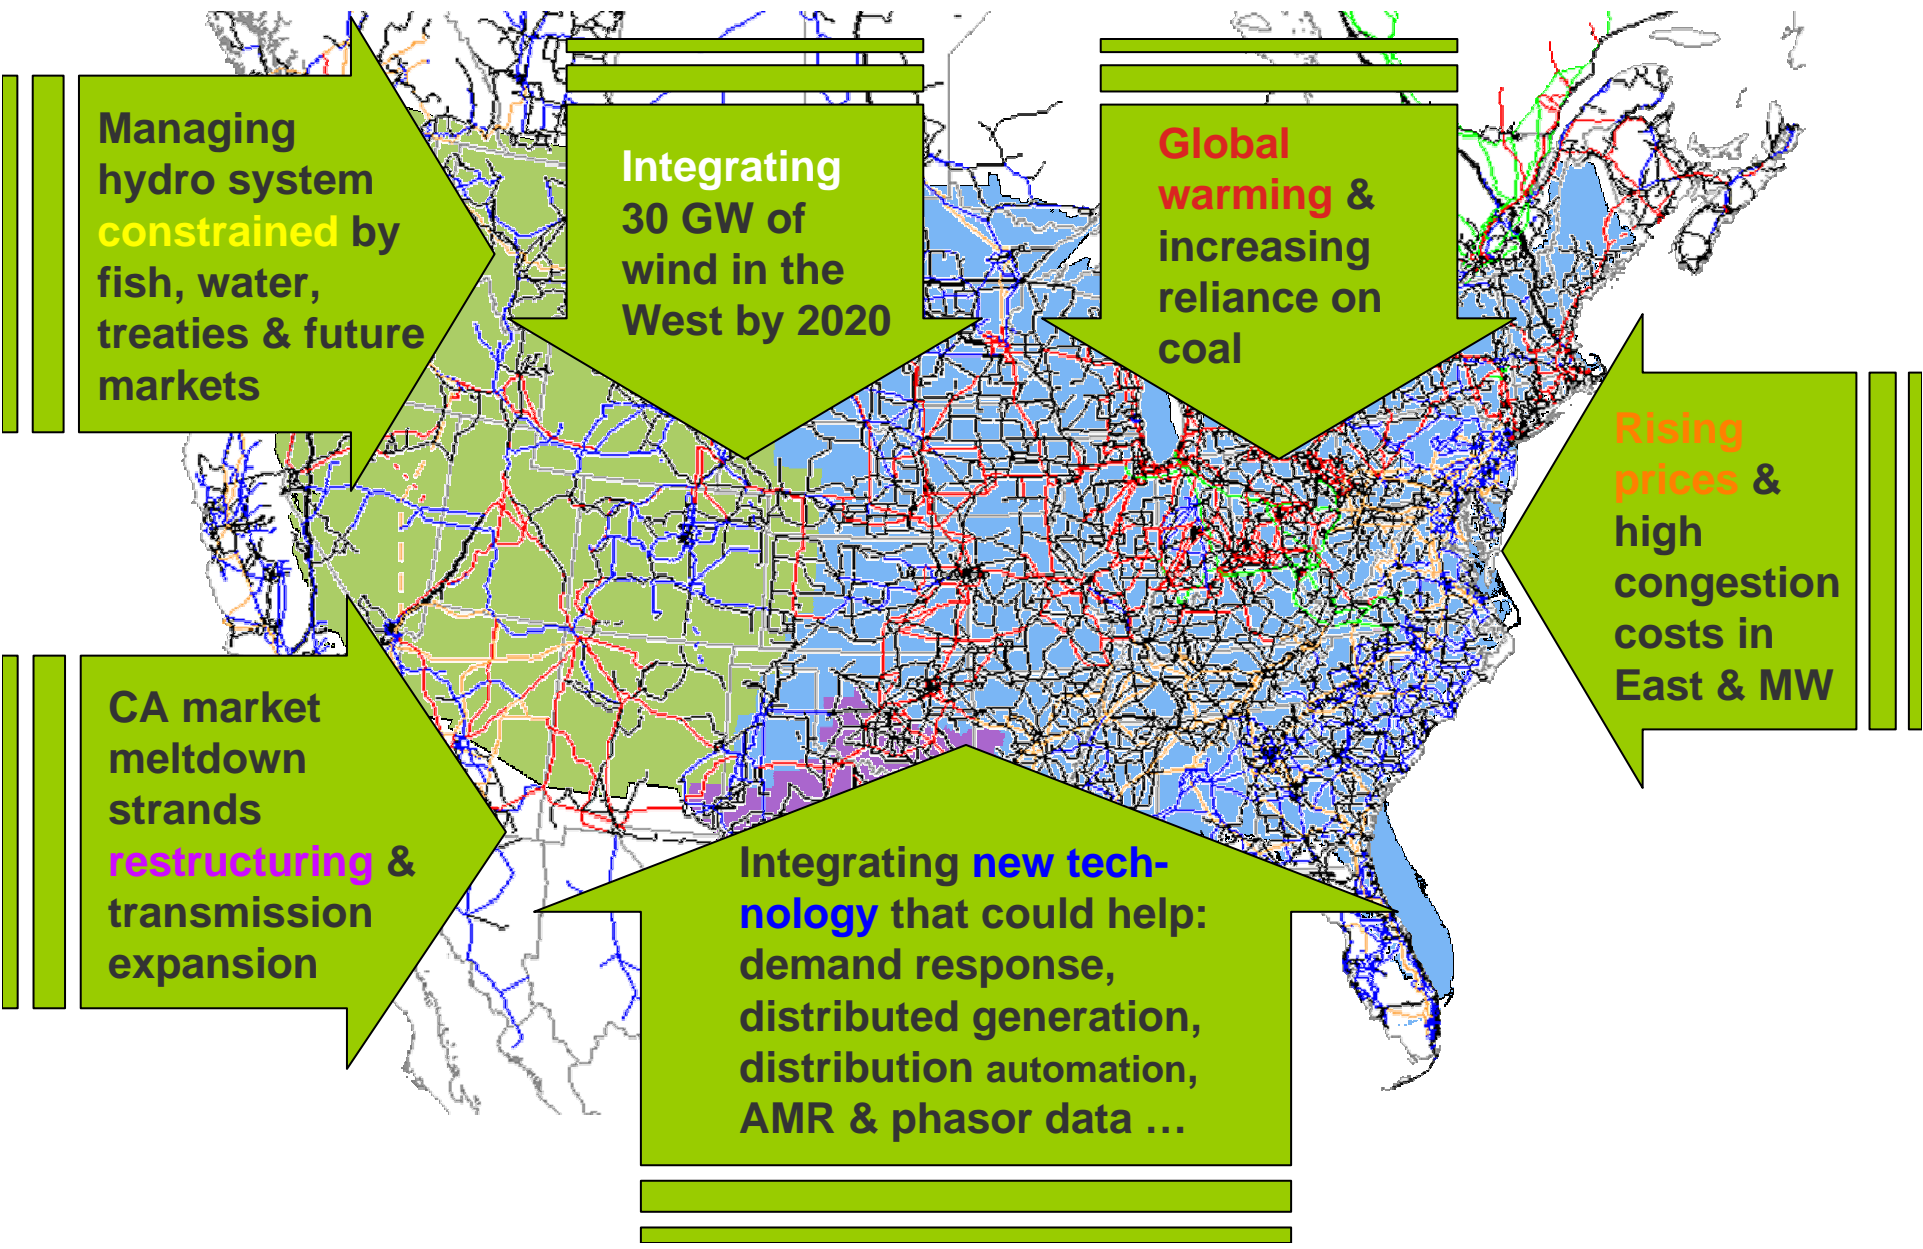 Managing
hydro system
constrained by
fish, water,
treaties & future
markets
Integrating
30 GW of
wind in the
West by 2020
Global
warming &
increasing
reliance on
coal
Rising
prices &
high
congestion
costs in
East & MW
CA market
meltdown
strands
restructuring &
transmission
expansion
Integrating new tech-
nology that could help:
demand response,
distributed generation,
distribution automation,
AMR & phasor data …